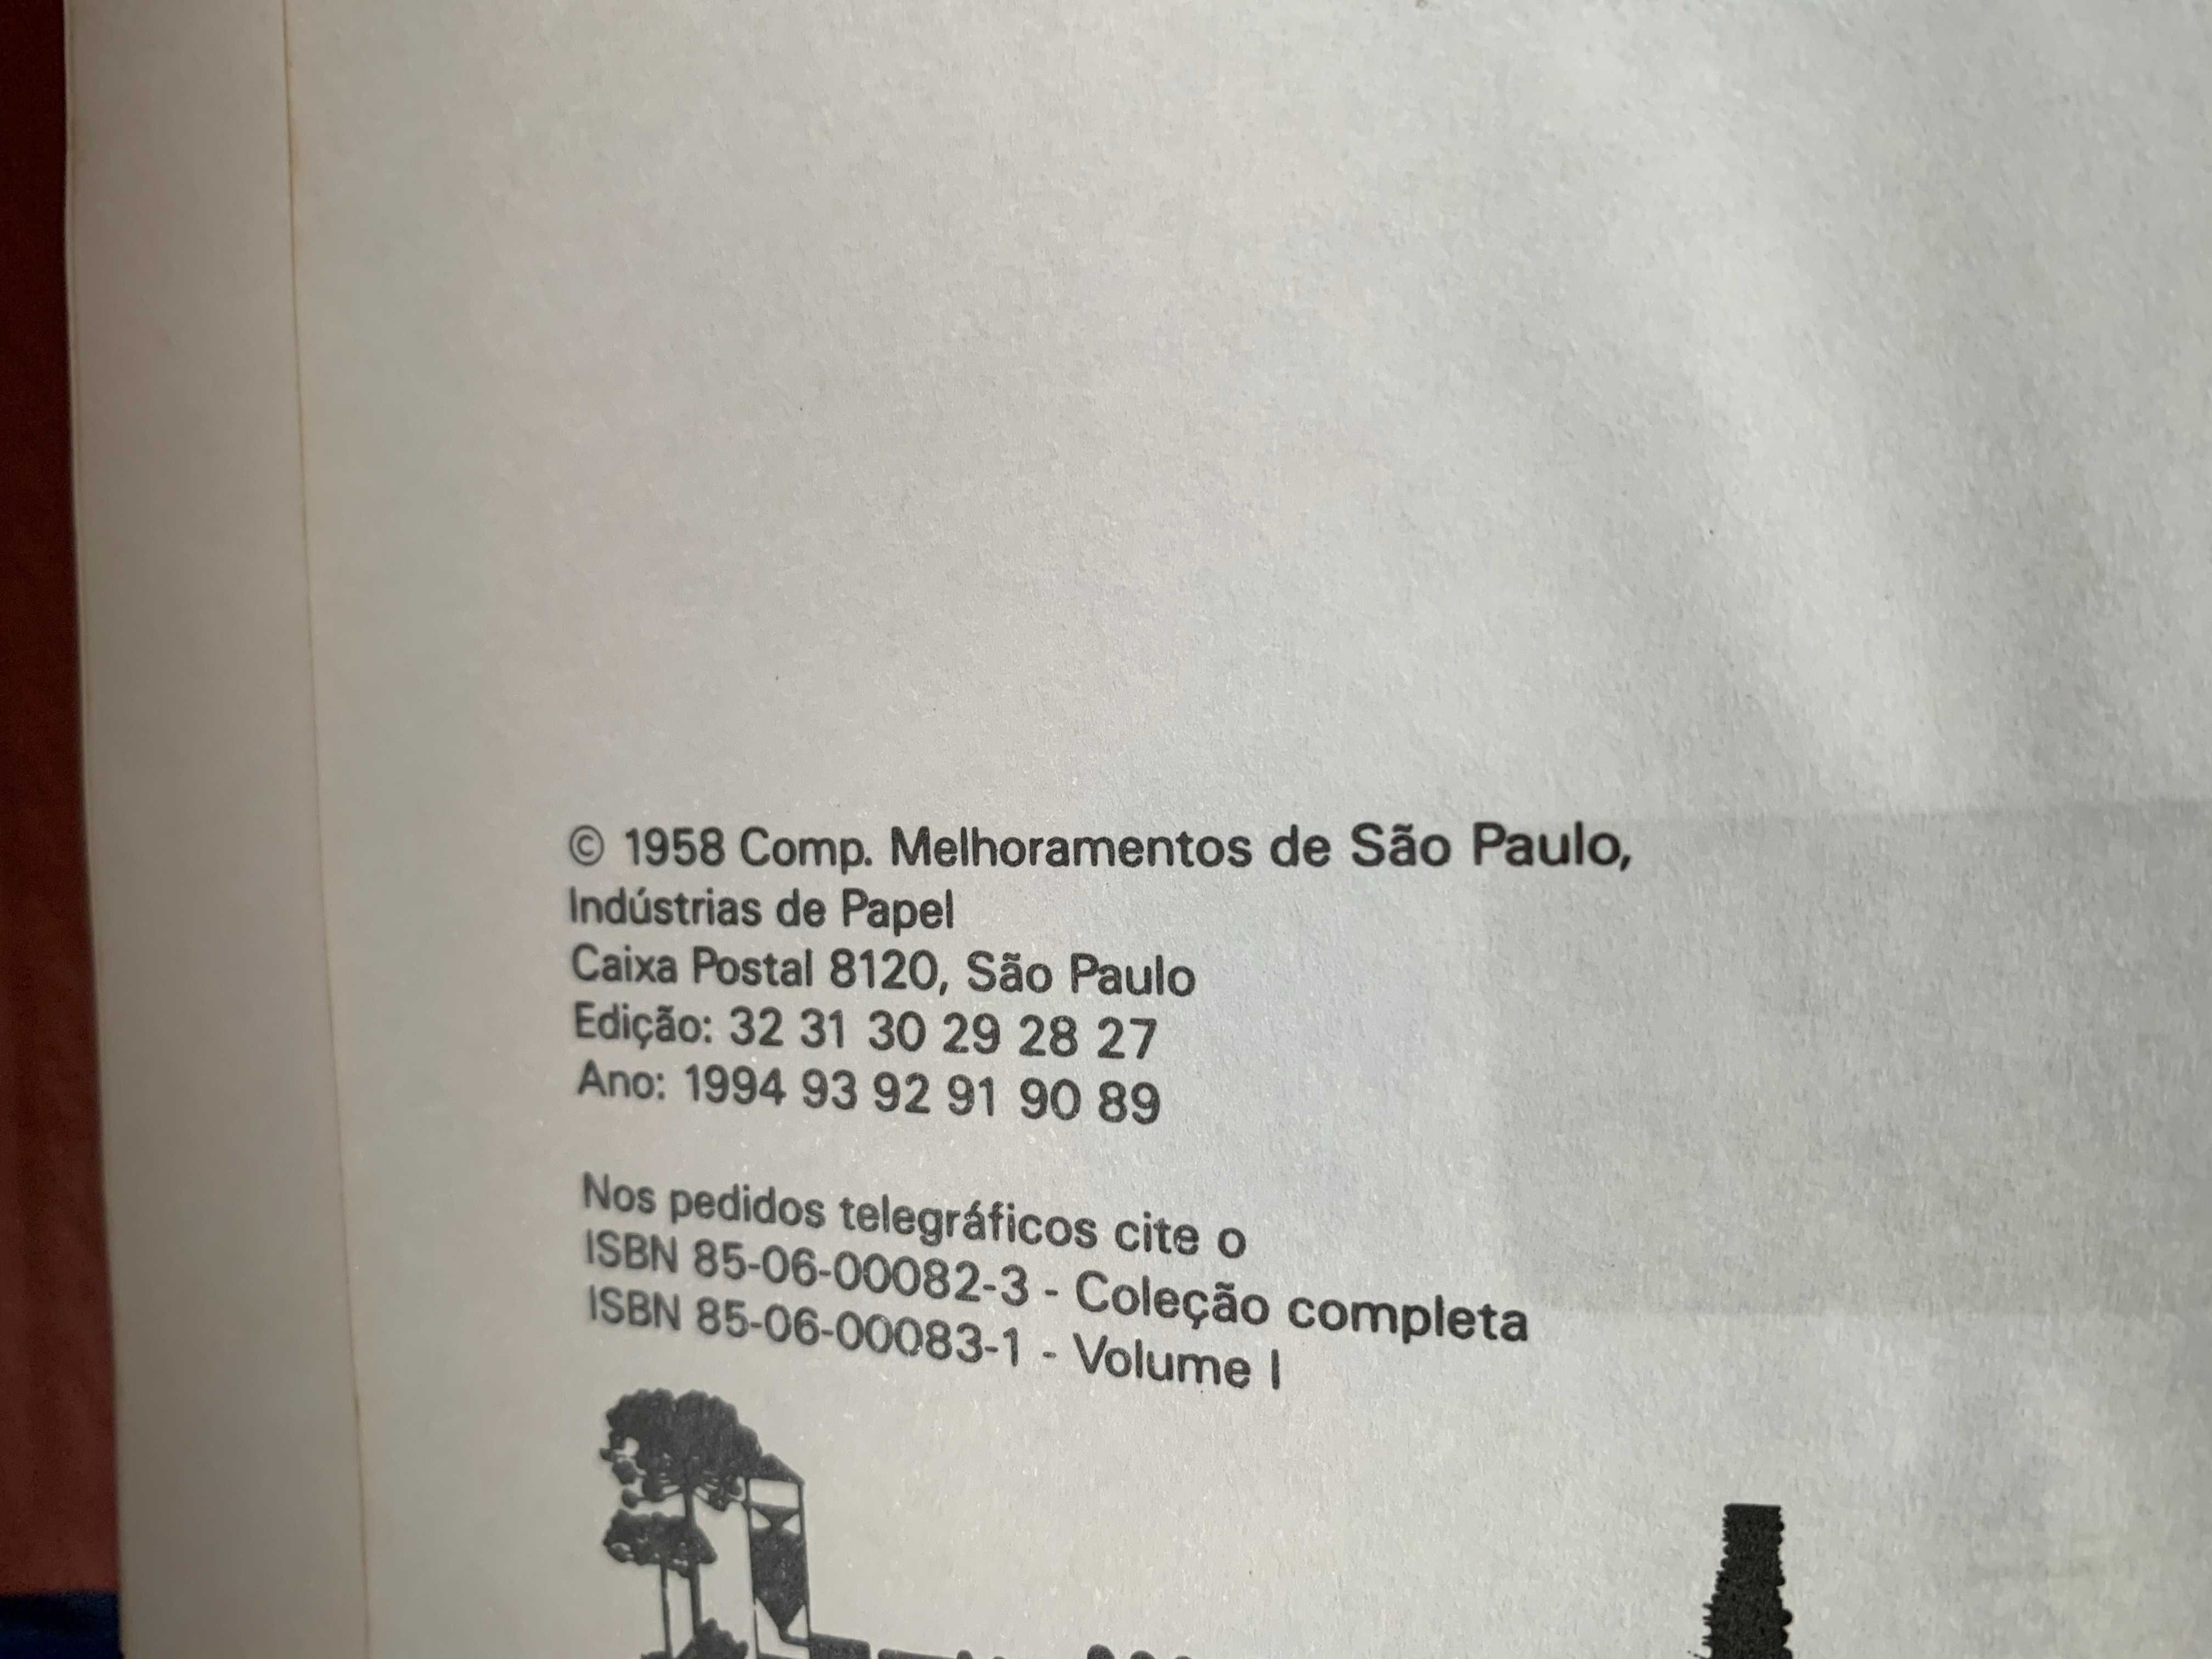 © 1958 Comp. Melhoramentos de São Paulo,
Indústrias de Papel
Caixa Postal 8120, São Paulo
Edição: 32 31 30 29 28 27
Ano: 1994 93 92 91 90 89
Nos pedidos telegráficos cite o
ISBN 85-06-00082-3 - Coleção completa
ISBN 85-06-00083-1 - Volume I